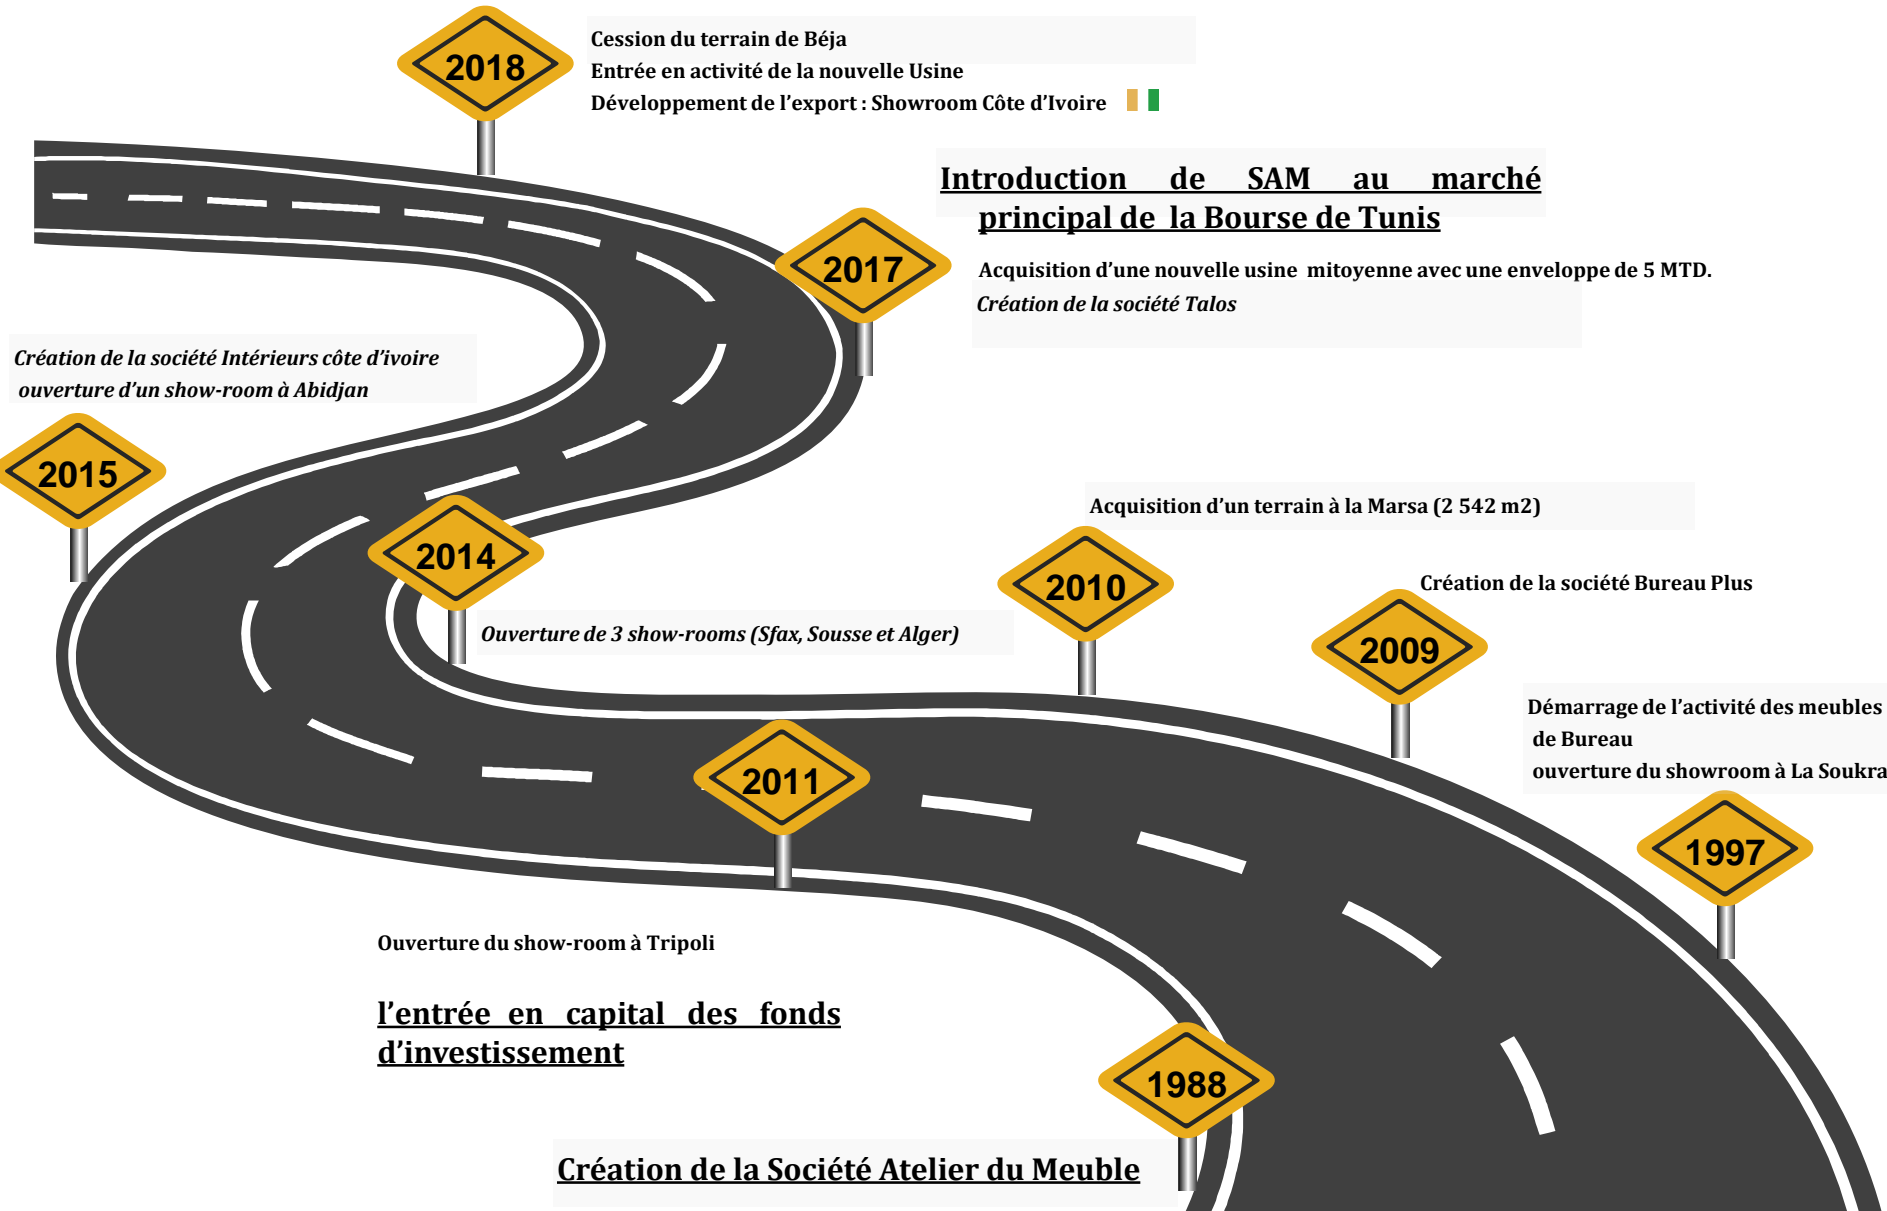 2018
Cession du terrain de Béja
Entrée en activité de la nouvelle Usine
Développement de l’export : Showroom Côte d’Ivoire
Introduction de SAM au marché
principal de la Bourse de Tunis
2017
Acquisition d’une nouvelle usine mitoyenne avec une enveloppe de 5 MTD.
Création de la société Talos
Création de la société Intérieurs côte d’ivoire
ouverture d’un show-room à Abidjan
2015
2014
Ouverture de 3 show-rooms (Sfax, Sousse et Alger)
Acquisition d’un terrain à la Marsa (2 542 m2)
2010
Création de la société Bureau Plus
2009
Démarrage de l’activité des meubles
de Bureau
ouverture du showroom à La Soukra
1997
2011
Ouverture du show-room à Tripoli
l’entrée en capital des fonds
d’investissement
1988
Création de la Société Atelier du Meuble